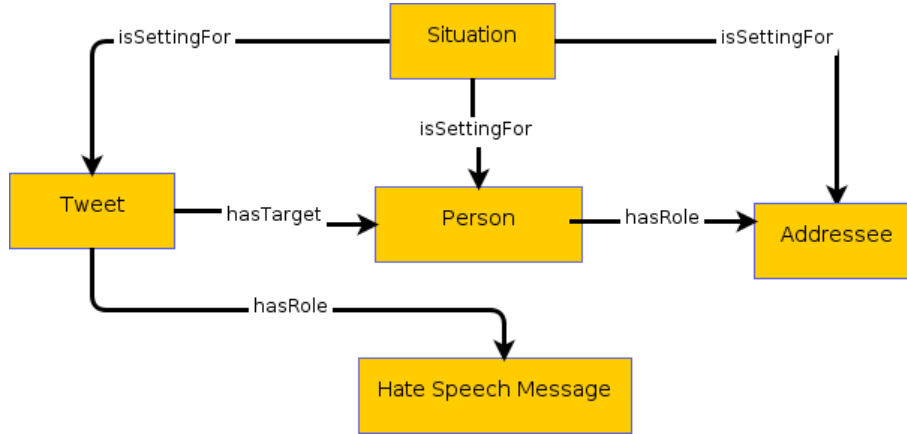 Situation
isSettingFor
isSettingFor
isSettingFor
Tweet
hasTarget
Person
hasRole
Addressee
hasRole
Hate Speech Message